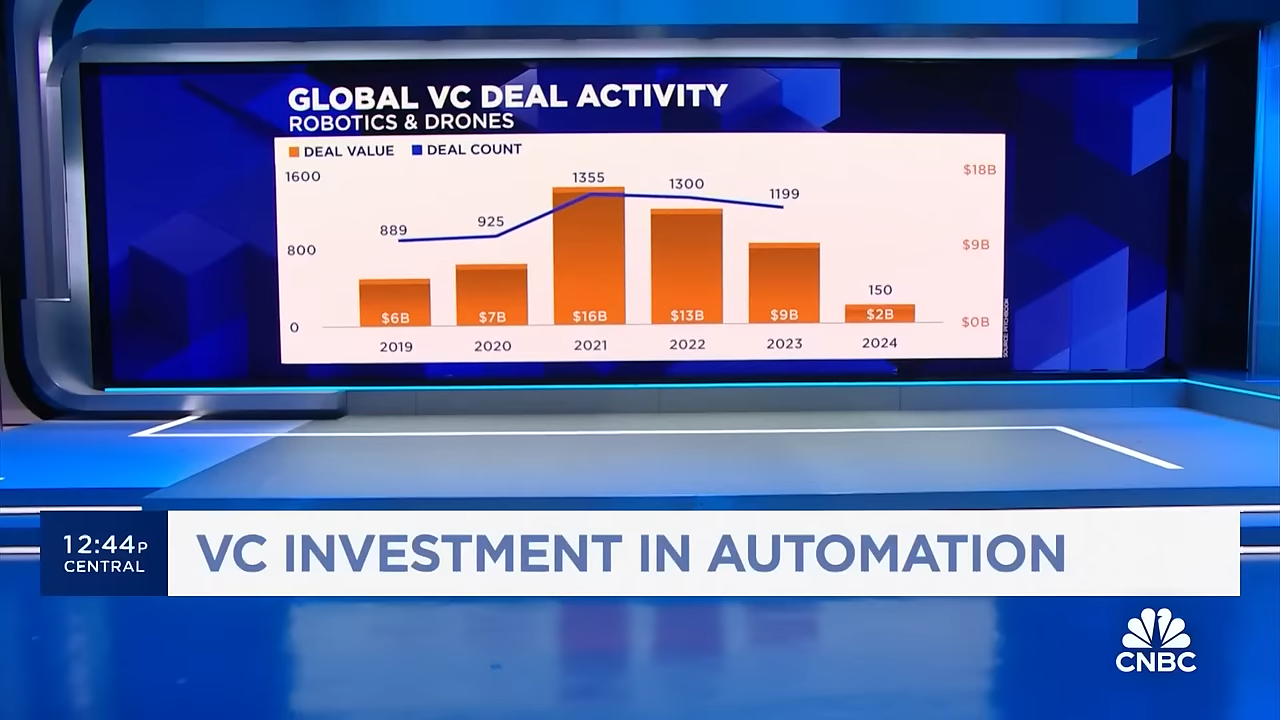 GLOBAL VC DEAL ACTIVITY
ROBOTICS & DRONES
DEAL VALUE DEAL COUNT
1600
800
0
$18B
$9B
$0B
889
925
1355
1300
1199
150
$6B
$7B
$16B
$13B
$9B
$2B
2019
2020
2021
2022
2023
2024
SOURCE: PITCHBOOK
12:44P
CENTRAL
VC INVESTMENT IN AUTOMATION
CNBC